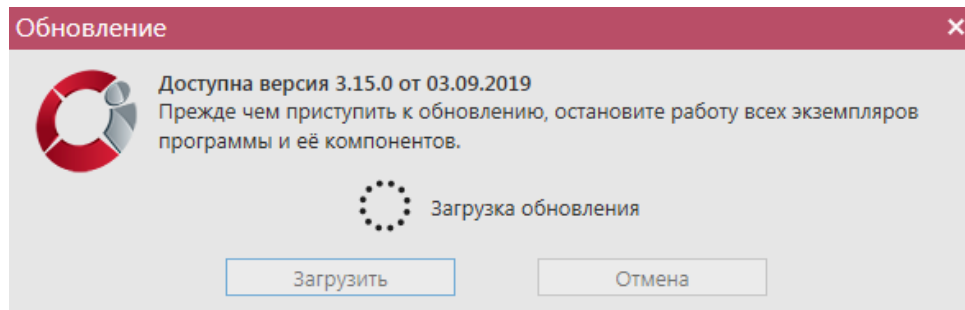 Обновление
Доступна версия 3.15.0 от 03.09.2019
Прежде чем приступить к обновлению, остановите работу всех экземпляров
программы и её компонентов.
Загрузка обновления
Загрузить
Отмена